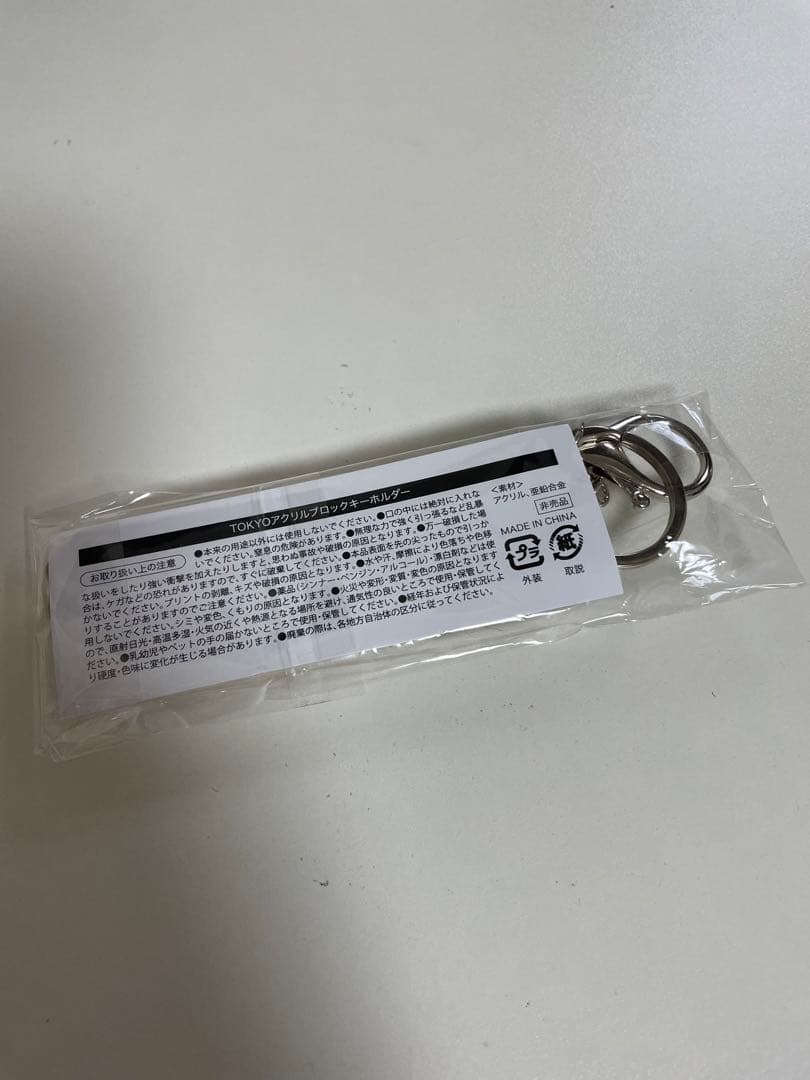 TOKYOアクリルブロックキーホルダー
お取り扱い上の注意
●本来の用途以外には使用しないでください。●口の中には絶対に入れな
いでください。窒息の危険があります。●無理な力で強く引っ張るなど乱暴
な扱いをしたり強い衝撃を加えたりしますと、思わぬ事故や破損の原因となります。●万一破損した場
合は、ケガなどの恐れがありますので、すぐに破棄してください。●本品表面を先の尖ったもので引っか
かないでください。プリントの剥離、キズや破損の原因となります。●水や汗、摩擦により色落ちや色移
りすることがありますのでご注意ください。●薬品(シンナー・ベンジン・アルコール)・漂白剤などは使
用しないでください。シミや変色、くもりの原因となります。●火災や変形・変質・変色の原因となります
ので、直射日光・高温多湿・火気の近くや熱源となる場所を避け、通気性の良いところで使用・保管してく
ださい。●乳幼児やペットの手の届かないところで使用・保管してください。●経年および保管状況によ
り硬度・色味に変化が生じる場合があります。●廃棄の際は、各地方自治体の区分に従ってください。
<素材>
アクリル、亜鉛合金
非売品
MADE IN CHINA
プラ
外装
紙
取説